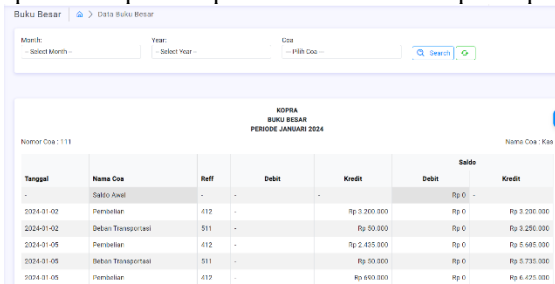 Buku Besar > Data Buku Besar
Month: Year: Coa
-- Select Month -- -- Select Year -- -- Pilih Coa -- Search
KOPRA
BUKU BESAR
PERIODE JANUARI 2024
Nomor Coa : 111 Nama Coa : Kas
Saldo
Tanggal Nama Coa Reff Debit Kredit Debit Kredit
- Saldo Awal - - - Rp 0 -
2024-01-02 Pembelian 412 - Rp 3.200.000 Rp 0 Rp 3.200.000
2024-01-02 Beban Transportasi 511 - Rp 50.000 Rp 0 Rp 3.250.000
2024-01-05 Pembelian 412 - Rp 2.435.000 Rp 0 Rp 5.685.000
2024-01-05 Beban Transportasi 511 - Rp 50.000 Rp 0 Rp 5.735.000
2024-01-05 Pembelian 412 - Rp 690.000 Rp 0 Rp 6.425.000